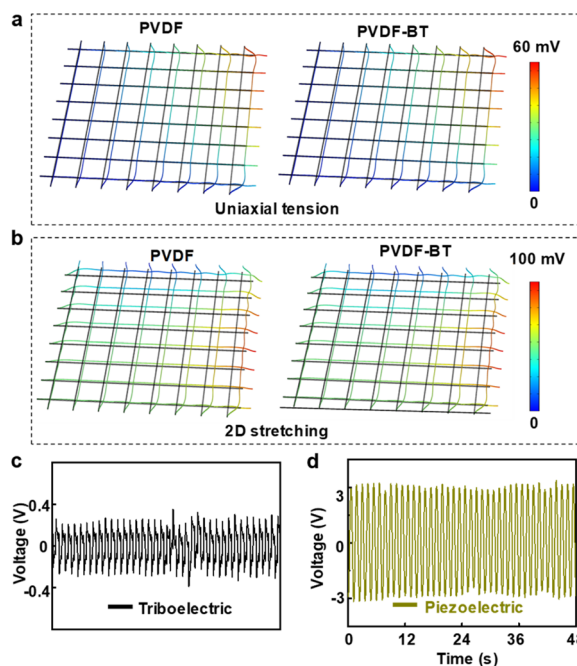 a
PVDF
PVDF-BT
60 mV
0
Uniaxial tension
b
PVDF
PVDF-BT
100 mV
0
2D stretching
c
Voltage (V)
-0.4
0
-0.4
Triboelectric
d
Voltage (V)
3
0
-3
Piezoelectric
0 12 24 36 48
Time (s)